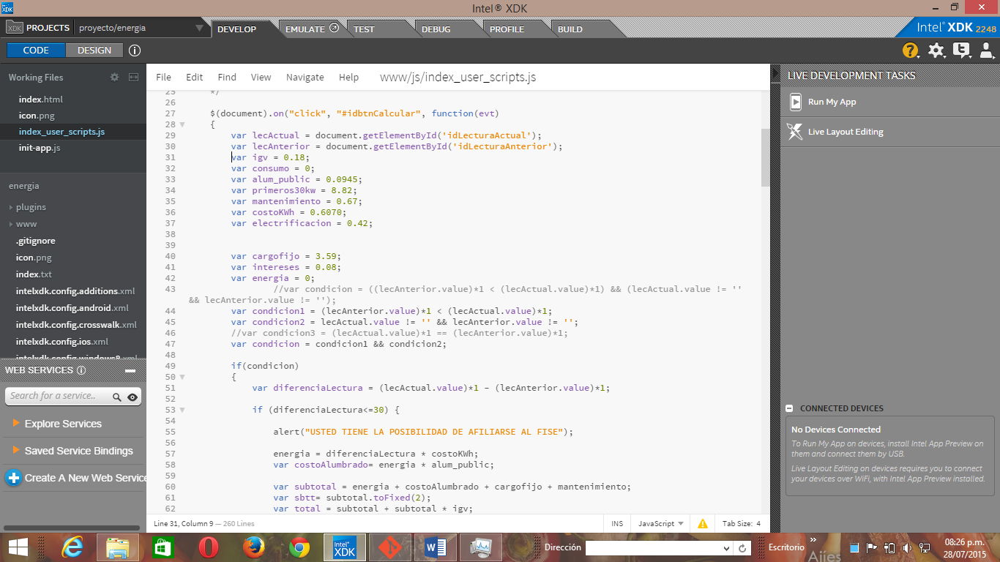 Intel® XDK
XDK PROJECTS proyecto/energia DEVELOP EMULATE TEST DEBUG PROFILE BUILD Intel® XDK 2248
CODE DESIGN
Working Files
index.html
icon.png
index_user_scripts.js
init-app.js
energia
plugins
www
.gitignore
icon.png
index.txt
intelxdk.config.additions.xml
intelxdk.config.android.xml
intelxdk.config.crosswalk.xml
intelxdk.config.ios.xml
intelxdk.config.windows8.xml
WEB SERVICES
Search for a service..
Explore Services
Saved Service Bindings
Create A New Web Service
File Edit Find View Navigate Help www/js/index_user_scripts.js
25 */
26
27 $(document).on("click", "#idbtnCalcular", function(evt)
28 {
29 var lecActual = document.getElementById('idLecturaActual');
30 var lecAnterior = document.getElementById('idLecturaAnterior');
31 var igv = 0.18;
32 var consumo = 0;
33 var alum_public = 0.0945;
34 var primeros30kw = 8.82;
35 var mantenimiento = 0.67;
36 var costoKWh = 0.6070;
37 var electrificacion = 0.42;
38
39
40 var cargofijo = 3.59;
41 var intereses = 0.08;
42 var energia = 0;
43 //var condicion = ((lecAnterior.value)*1 < (lecActual.value)*1) && (lecActual.value != ''
&& lecAnterior.value != '');
44 var condicion1 = (lecAnterior.value)*1 < (lecActual.value)*1;
45 var condicion2 = lecActual.value != '' && lecAnterior.value != '';
46 //var condicion3 = (lecActual.value)*1 == (lecAnterior.value)*1;
47 var condicion = condicion1 && condicion2;
48
49 if(condicion)
50 {
51 var diferenciaLectura = (lecActual.value)*1 - (lecAnterior.value)*1;
52
53 if (diferenciaLectura<=30) {
54
55 alert("USTED TIENE LA POSIBILIDAD DE AFILIARSE AL FISE");
56
57 energia = diferenciaLectura * costoKWh;
58 var costoAlumbrado= energia * alum_public;
59
60 var subtotal = energia + costoAlumbrado + cargofijo + mantenimiento;
61 var sbtt= subtotal.toFixed(2);
62 var total = subtotal + subtotal * igv;
Line 31, Column 9 — 260 Lines INS JavaScript Tab Size: 4
LIVE DEVELOPMENT TASKS
Run My App
Live Layout Editing
CONNECTED DEVICES
No Devices Connected
To Run My App on devices, install Intel App Preview on
them and connect them by USB.
Live Layout Editing on devices requires you to connect
your devices over WiFi, with Intel App Preview installed.
Intel® XDK Dirección Escritorio » Ajies 08:26 p.m.
28/07/2015